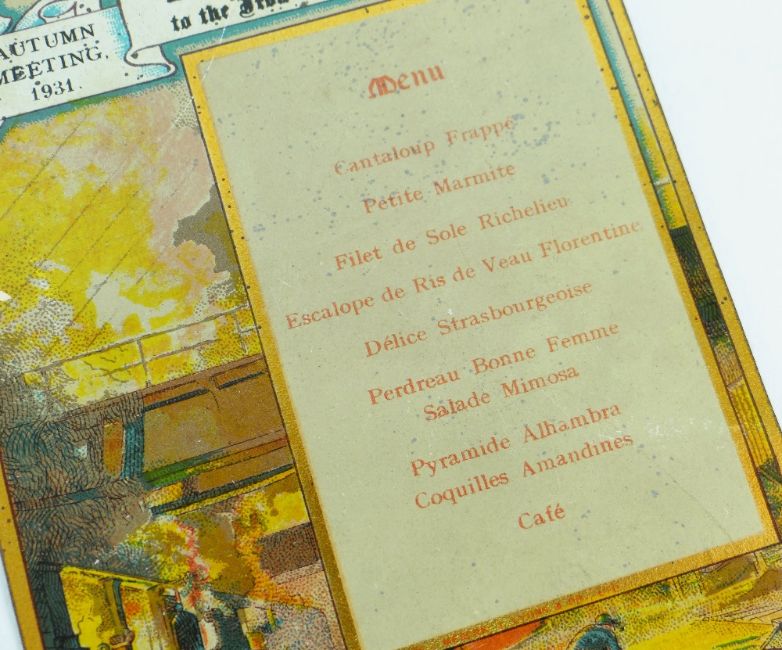 to the Iron
AUTUMN
MEETING,
1931.
Menu
Cantaloup Frappé
Petite Marmite
Filet de Sole Richelieu
Escalope de Ris de Veau Florentine
Délice Strasbourgeoise
Perdreau Bonne Femme
Salade Mimosa
Pyramide Alhambra
Coquilles Amandines
Café